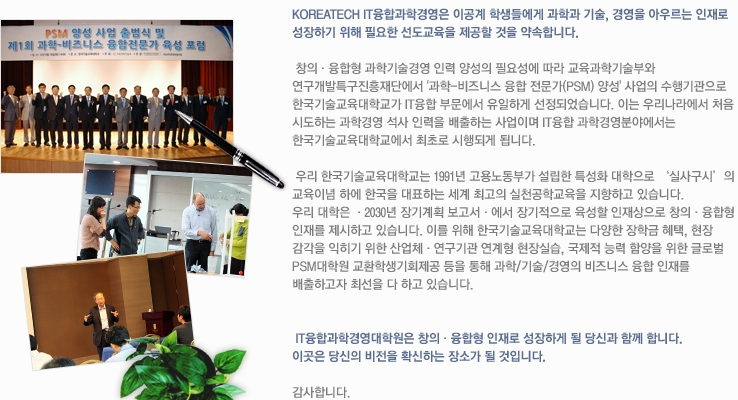 PSM 양성 사업 출범식 및
제1회 과학-비즈니스 융합전문가 육성 포럼
KOREATECH IT융합과학경영은 이공계 학생들에게 과학과 기술, 경영을 아우르는 인재로
성장하기 위해 필요한 선도교육을 제공할 것을 약속합니다.
창의 · 융합형 과학기술경영 인력 양성의 필요성에 따라 교육과학기술부와
연구개발특구진흥재단에서 '과학-비즈니스 융합 전문가(PSM) 양성' 사업의 수행기관으로
한국기술교육대학교가 IT융합 부문에서 유일하게 선정되었습니다. 이는 우리나라에서 처음
시도하는 과학경영 석사 인력을 배출하는 사업이며 IT융합 과학경영분야에서는
한국기술교육대학교에서 최초로 시행되게 됩니다.
우리 한국기술교육대학교는 1991년 고용노동부가 설립한 특성화 대학으로 ‘실사구시’의
교육이념 하에 한국을 대표하는 세계 최고의 실천공학교육을 지향하고 있습니다.
우리 대학은 · 2030년 장기계획 보고서 · 에서 장기적으로 육성할 인재상으로 창의 · 융합형
인재를 제시하고 있습니다. 이를 위해 한국기술교육대학교는 다양한 장학금 혜택, 현장
감각을 익히기 위한 산업체 · 연구기관 연계형 현장실습, 국제적 능력 함양을 위한 글로벌
PSM대학원 교환학생기회제공 등을 통해 과학/기술/경영의 비즈니스 융합 인재를
배출하고자 최선을 다 하고 있습니다.
IT융합과학경영대학원은 창의 · 융합형 인재로 성장하게 될 당신과 함께 합니다.
이곳은 당신의 비전을 확신하는 장소가 될 것입니다.
감사합니다.